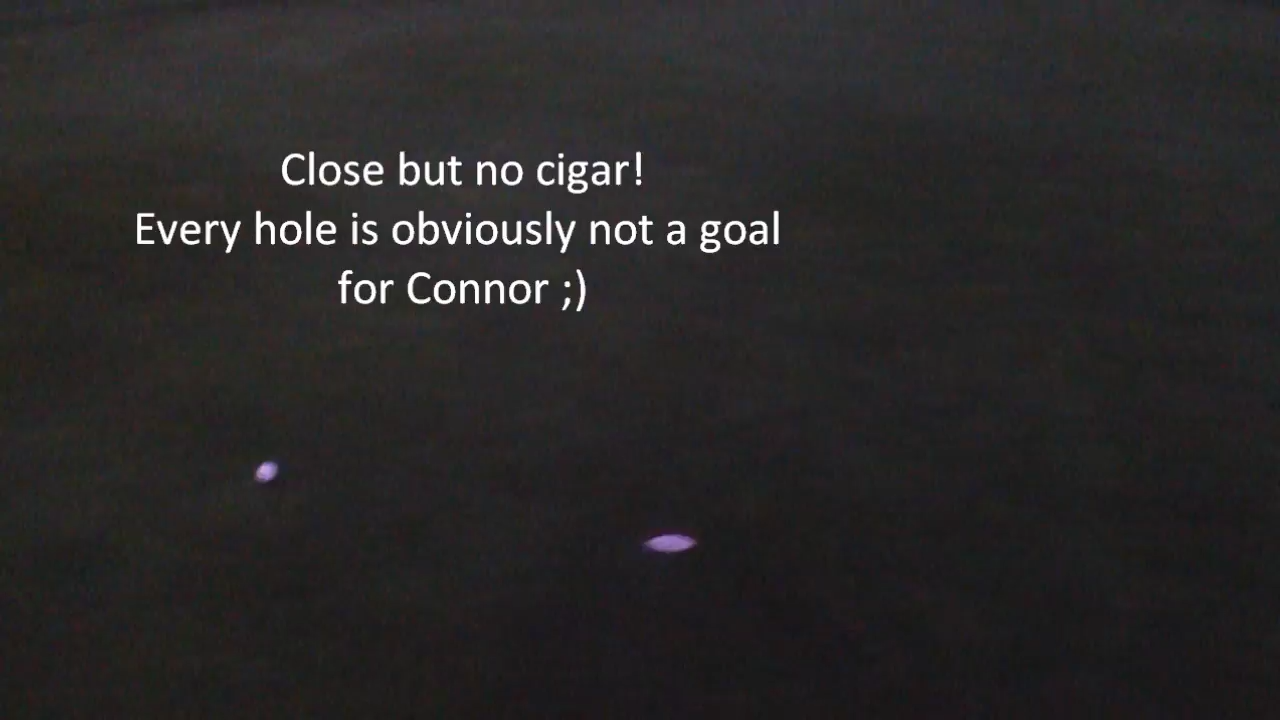 Close but no cigar!
Every hole is obviously not a goal
for Connor ;)